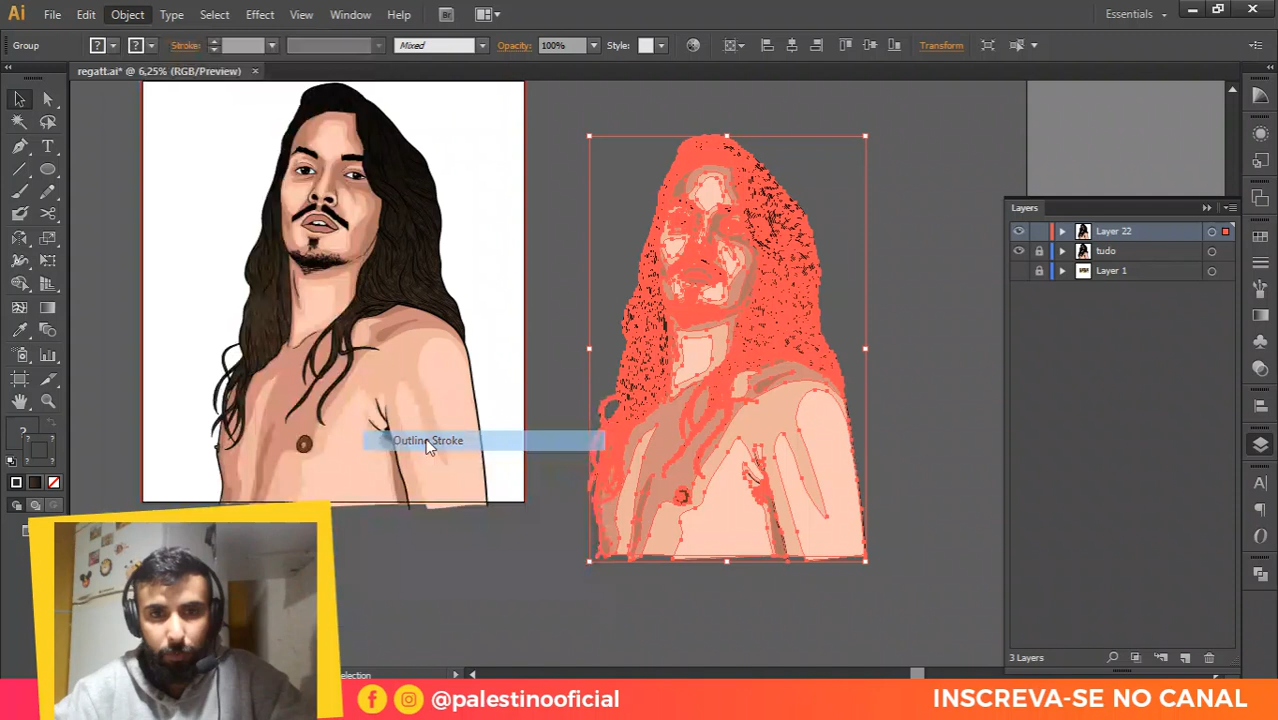 Ai File Edit Object Type Select Effect View Window Help Br Essentials
Group ? ? Stroke: Mixed Opacity: 100% Style: Transform
regatt.ai* @ 6,25% (RGB/Preview)
Layers
Layer 22
tudo
Layer 1
Outline Stroke
?
3 Layers
election
@palestinooficial
INSCREVA-SE NO CANAL